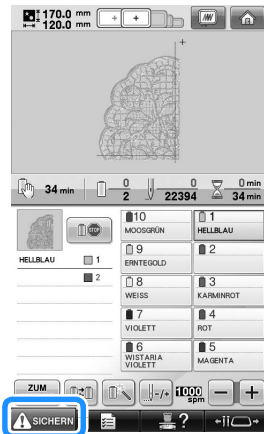 170.0 mm
120.0 mm
34 min
0
2
0
22394
0 min
34 min
STOP
HELLBLAU 1
2
10
MOOSGRÜN
1
HELLBLAU
9
ERNTEGOLD
2
8
WEISS
3
KARMINROT
7
VIOLETT
4
ROT
6
WISTARIA
VIOLETT
5
MAGENTA
ZUM
-/+
1000
spm
- +
SICHERN
?